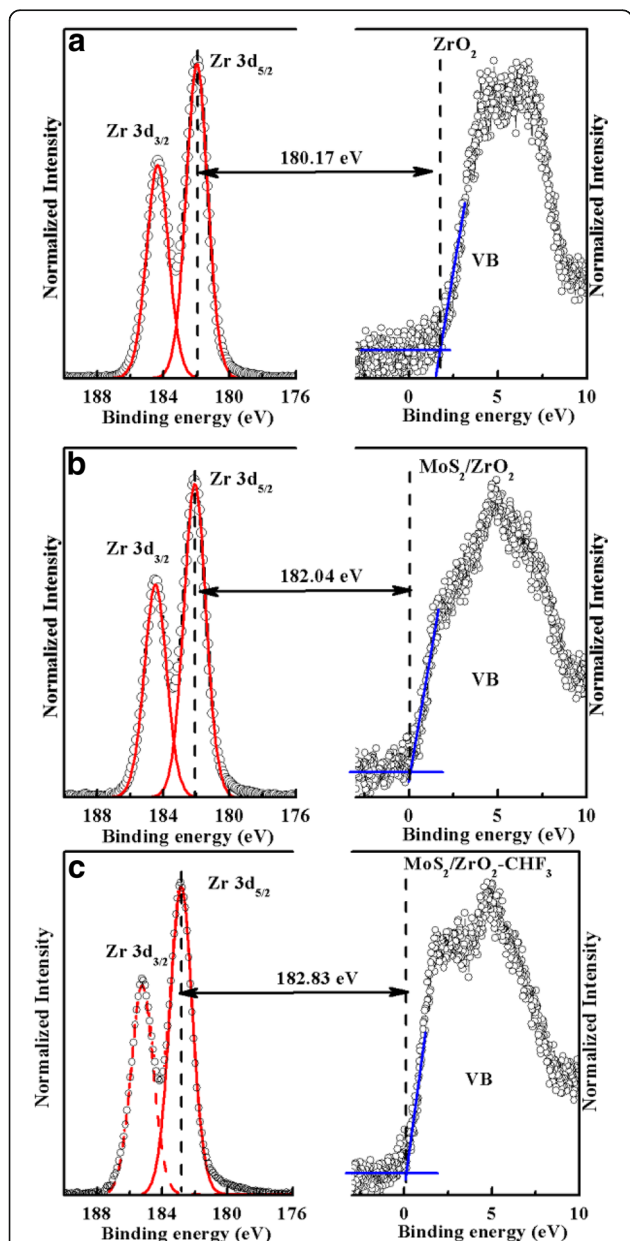 a
Zr 3d5/2
ZrO2
Zr 3d3/2
180.17 eV
VB
Normalized Intensity
Normalized Intensity
188 184 180 176
0 5 10
Binding energy (eV)
Binding energy (eV)
b
Zr 3d5/2
MoS2/ZrO2
Zr 3d3/2
182.04 eV
VB
Normalized Intensity
Normalized Intensity
188 184 180 176
0 5 10
Binding energy (eV)
Binding energy (eV)
c
Zr 3d5/2
MoS2/ZrO2-CHF3
Zr 3d3/2
182.83 eV
VB
Normalized Intensity
Normalized Intensity
188 184 180 176
0 5 10
Binding energy (eV)
Binding energy (eV)